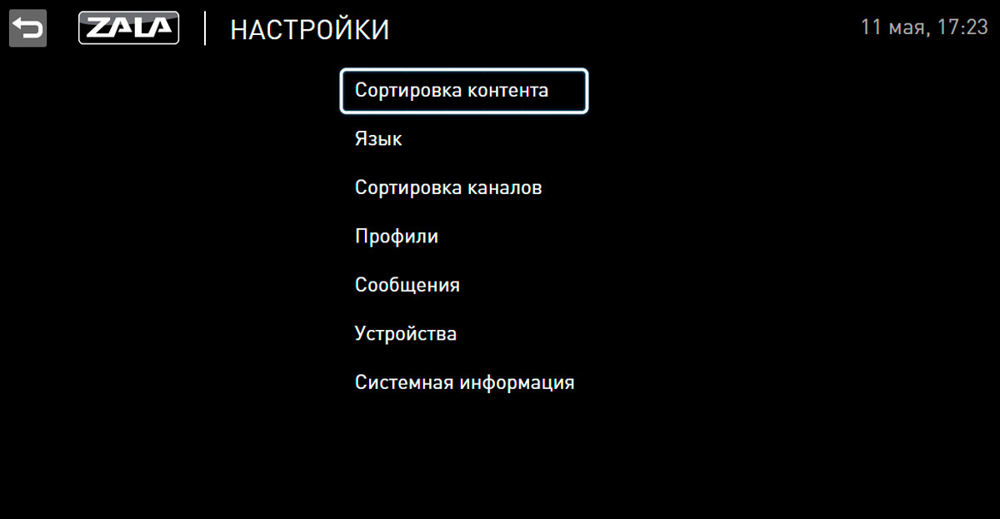 ZALA НАСТРОЙКИ 11 мая, 17:23
Сортировка контента
Язык
Сортировка каналов
Профили
Сообщения
Устройства
Системная информация